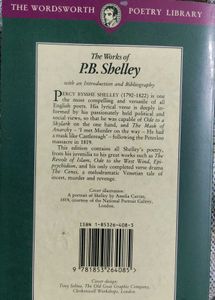 THE WORDSWORTH POETRY LIBRARY
The Works of
P.B. Shelley
with an Introduction and Bibliography
PERCY BYSSHE SHELLEY (1792-1822) is one of
the most compelling and versatile of all
English poets. His lyrical verse is deeply in-
formed by his passionately held political and
social views, so that he was capable of Ode to a
Skylark on the one hand, and The Mask of
Anarchy – 'I met Murder on the way – He had
a mask like Castlereagh' – following the Peterloo
massacre in 1819.
This edition contains all Shelley's poetry,
from his juvenilia to his great works such as The
Revolt of Islam, Ode to the West Wind, Epi-
psychidion, and his only completed verse drama
The Cenci, a melodramatic Venetian tale of
incest, murder and revenge.
Cover illustration:
A portrait of Shelley by Amelia Curran,
1819, courtesy of the National Portrait Gallery,
London.
ISBN 1-85326-408-5
9 781853 264085
Cover design:
Tony Selina, The Old Goat Graphic Company,
Clerkenwell Workshops, London